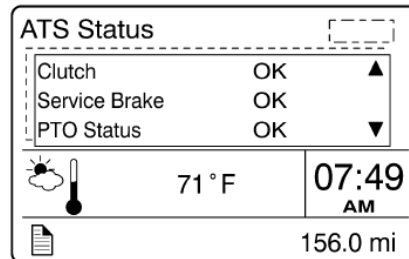 ATS Status
Clutch OK
Service Brake OK
PTO Status OK
71°F
07:49
AM
156.0 mi